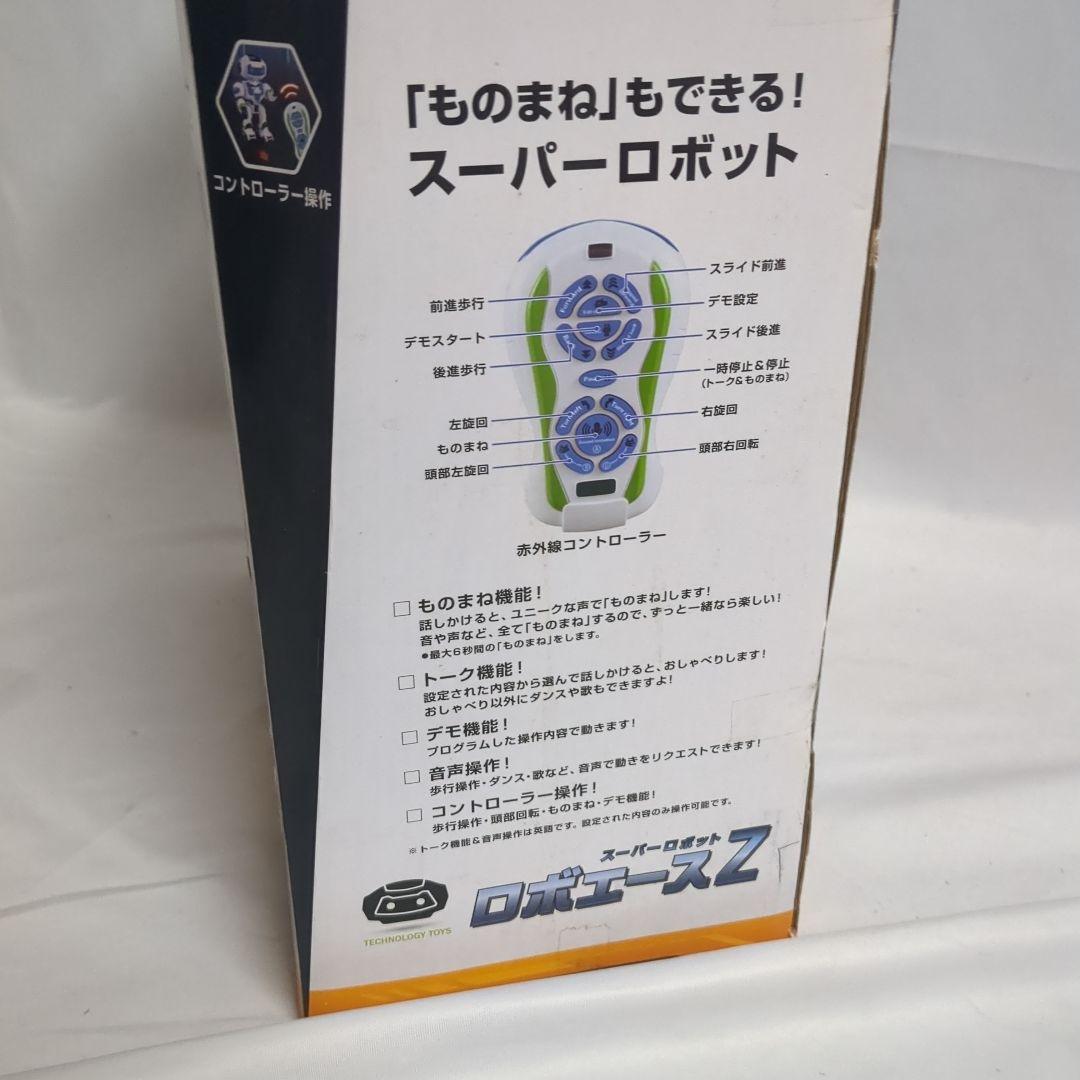 「ものまね」もできる!
スーパーロボット
コントローラー操作
スライド前進
前進歩行
デモ設定
デモスタート
スライド後進
後進歩行
一時停止&停止
(トーク&ものまね)
左旋回
右旋回
ものまね
頭部左旋回
頭部右回転
Forward
Turn left
赤外線コントローラー
□ ものまね機能!
話しかけると、ユニークな声で「ものまね」します!
音や声など、全て「ものまね」するので、ずっと一緒なら楽しい!
●最大6秒間の「ものまね」をします。
□ トーク機能!
設定された内容から選んで話しかけると、おしゃべりします!
おしゃべり以外にダンスや歌もできますよ!
□ デモ機能!
プログラムした操作内容で動きます!
□ 音声操作!
歩行操作・ダンス・歌など、音声で動きをリクエストできます!
□ コントローラー操作!
歩行操作・頭部回転・ものまね・デモ機能!
※トーク機能&音声操作は英語です。設定された内容のみ操作可能です。
スーパーロボット
ロボエースZ
TECHNOLOGY TOYS